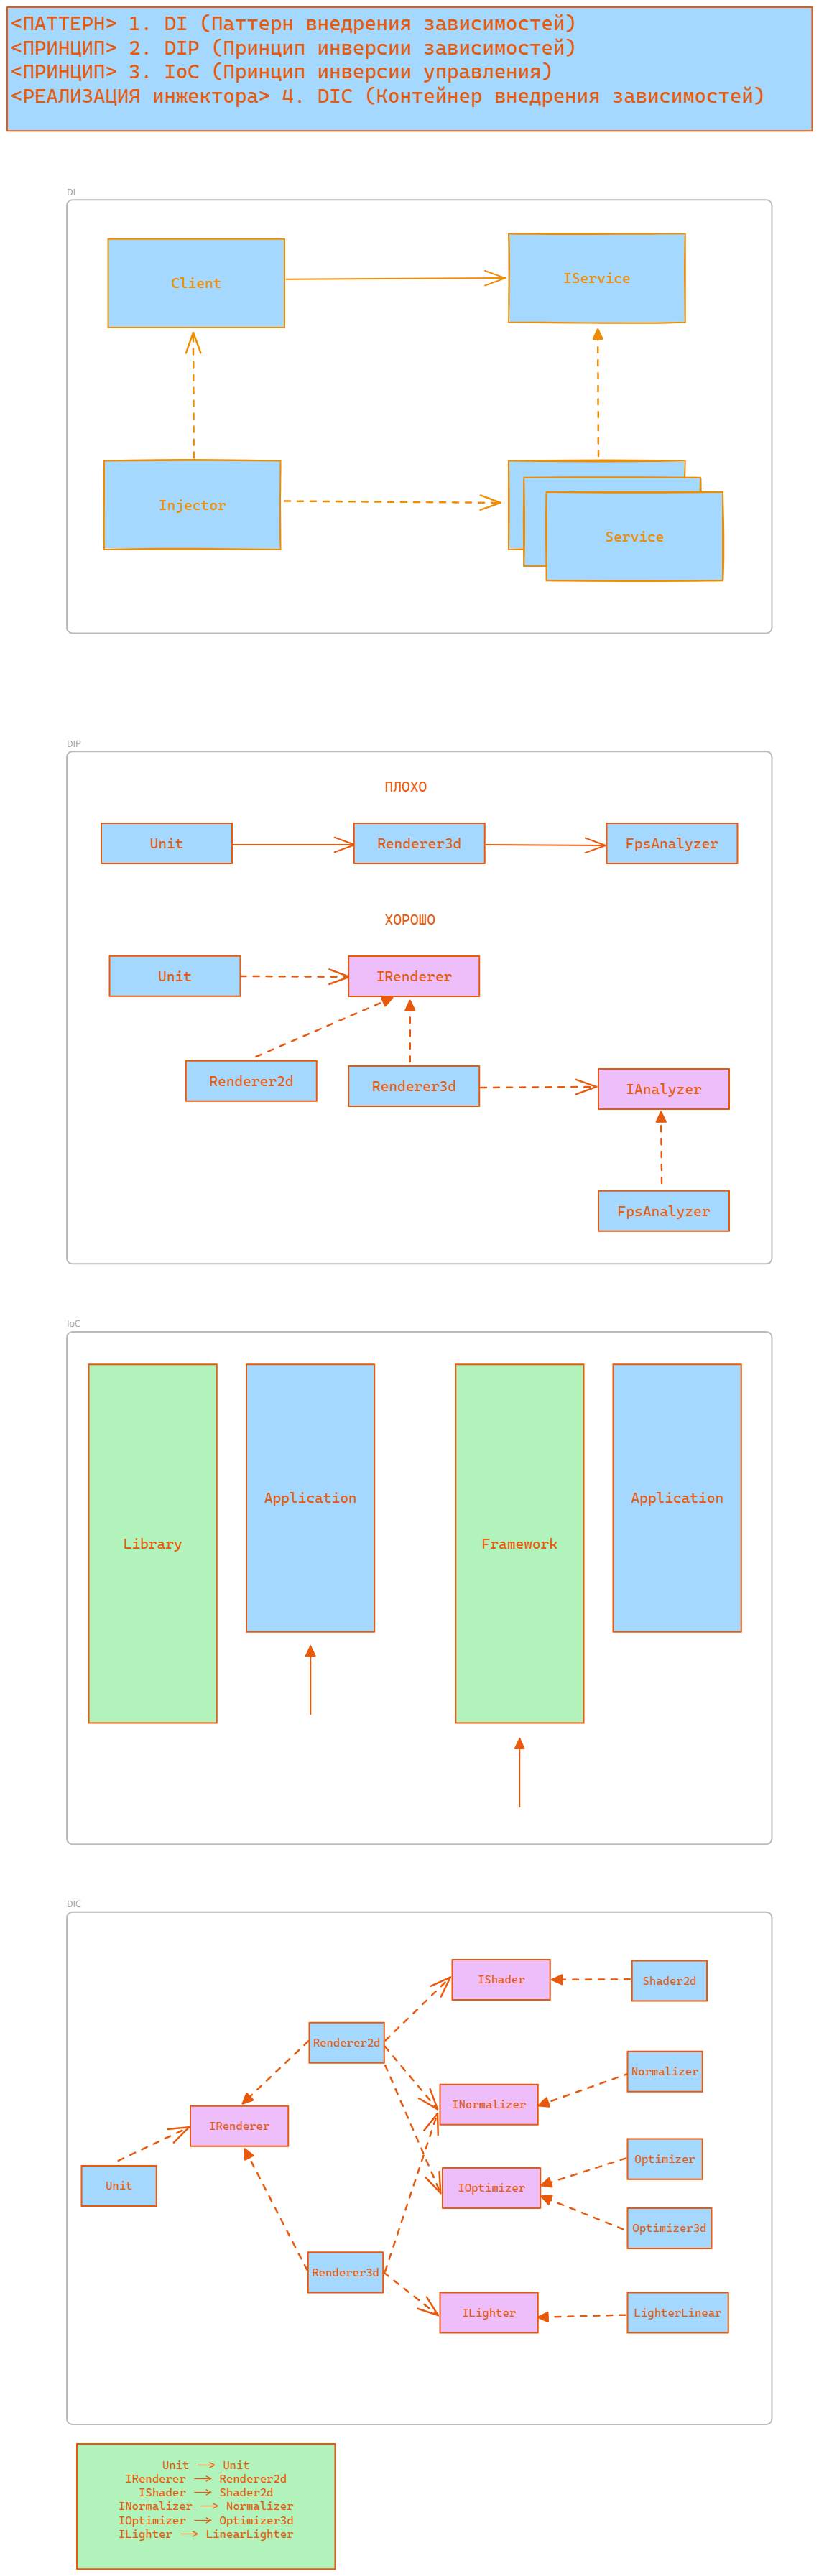 <ПАТТЕРН> 1. DI (Паттерн внедрения зависимостей)
<ПРИНЦИП> 2. DIP (Принцип инверсии зависимостей)
<ПРИНЦИП> 3. IoC (Принцип инверсии управления)
<РЕАЛИЗАЦИЯ инжектора> 4. DIC (Контейнер внедрения зависимостей)
DI
Client
IService
Injector
Service
DIP
ПЛОХО
Unit
Renderer3d
FpsAnalyzer
ХОРОШО
Unit
IRenderer
Renderer2d
Renderer3d
IAnalyzer
FpsAnalyzer
IoC
Library
Application
Framework
Application
DIC
IShader
Shader2d
Renderer2d
Normalizer
INormalizer
IRenderer
Optimizer
Unit
IOptimizer
Optimizer3d
Renderer3d
ILighter
LighterLinear
Unit —> Unit
IRenderer —> Renderer2d
IShader —> Shader2d
INormalizer —> Normalizer
IOptimizer —> Optimizer3d
ILighter —> LinearLighter